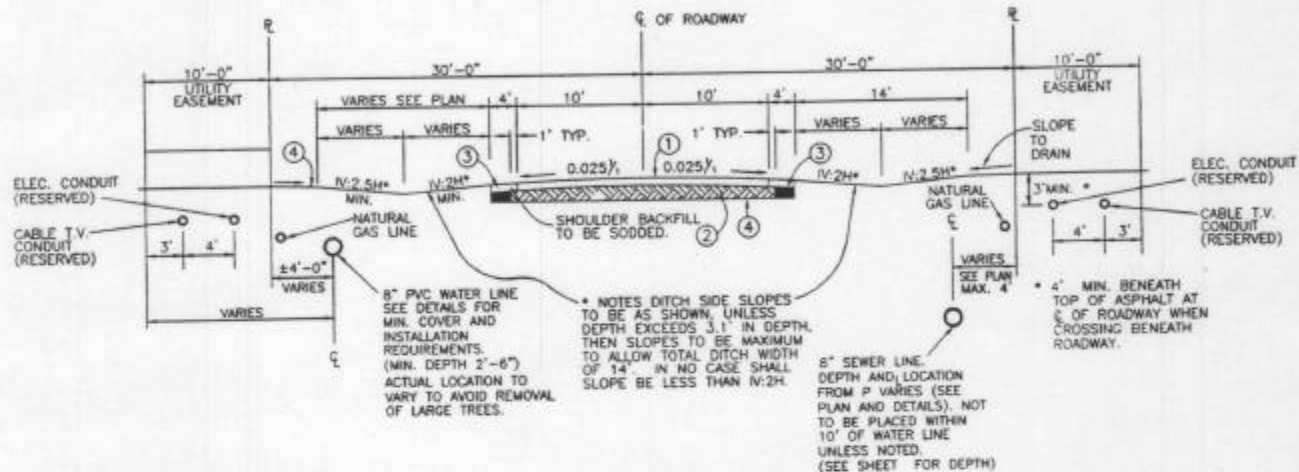 ℄ OF ROADWAY
℞
℞
10'-0"
UTILITY
EASEMENT
30'-0"
30'-0"
10'-0"
UTILITY
EASEMENT
VARIES SEE PLAN
4'
10'
10'
4'
14'
VARIES
VARIES
1' TYP.
1' TYP.
VARIES
VARIES
SLOPE
TO
DRAIN
①
④
③
0.025 1/1
0.025 1/1
③
IV:2.5H*
MIN.
IV:2H*
MIN.
IV:2H*
IV:2.5H*
ELEC. CONDUIT
(RESERVED)
CABLE T.V.
CONDUIT
(RESERVED)
NATURAL
GAS LINE
SHOULDER BACKFILL
TO BE SODDED.
②
④
NATURAL
GAS LINE
3'MIN. *
ELEC. CONDUIT
(RESERVED)
CABLE T.V.
CONDUIT
(RESERVED)
3'
4'
4'
3'
±4'-0"
VARIES
VARIES
℄
℄
VARIES
SEE PLAN
MAX. 4'
8" PVC WATER LINE
SEE DETAILS FOR
MIN. COVER AND
INSTALLATION
REQUIREMENTS.
(MIN. DEPTH 2'-6")
ACTUAL LOCATION TO
VARY TO AVOID REMOVAL
OF LARGE TREES.
* NOTES DITCH SIDE SLOPES
TO BE AS SHOWN, UNLESS
DEPTH EXCEEDS 3.1' IN DEPTH,
THEN SLOPES TO BE MAXIMUM
TO ALLOW TOTAL DITCH WIDTH
OF 14'. IN NO CASE SHALL
SLOPE BE LESS THAN IV:2H.
8" SEWER LINE.
DEPTH AND LOCATION
FROM P VARIES (SEE
PLAN AND DETAILS). NOT
TO BE PLACED WITHIN
10' OF WATER LINE
UNLESS NOTED.
(SEE SHEET FOR DEPTH)
* 4' MIN. BENEATH
TOP OF ASPHALT AT
℄ OF ROADWAY WHEN
CROSSING BENEATH
ROADWAY.